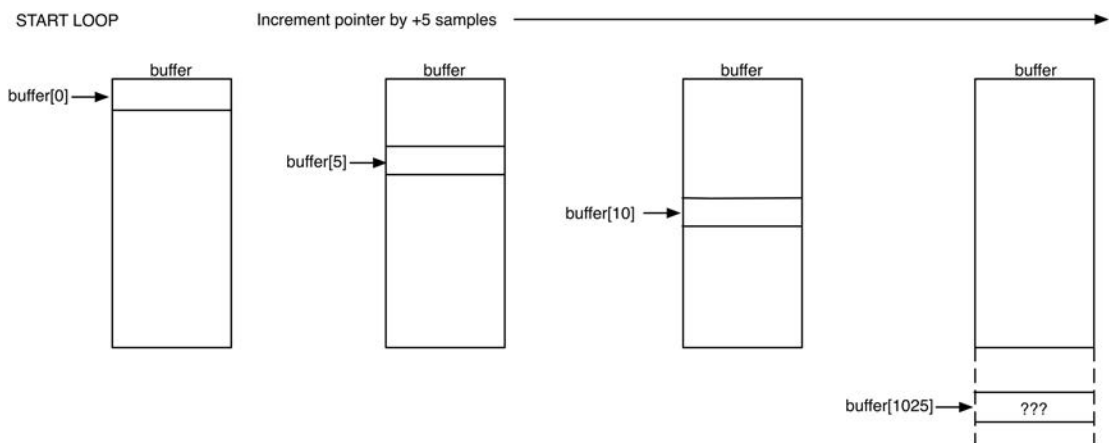 START LOOP
Increment pointer by +5 samples
buffer
buffer
buffer
buffer
buffer[0]
buffer[5]
buffer[10]
buffer[1025]
???